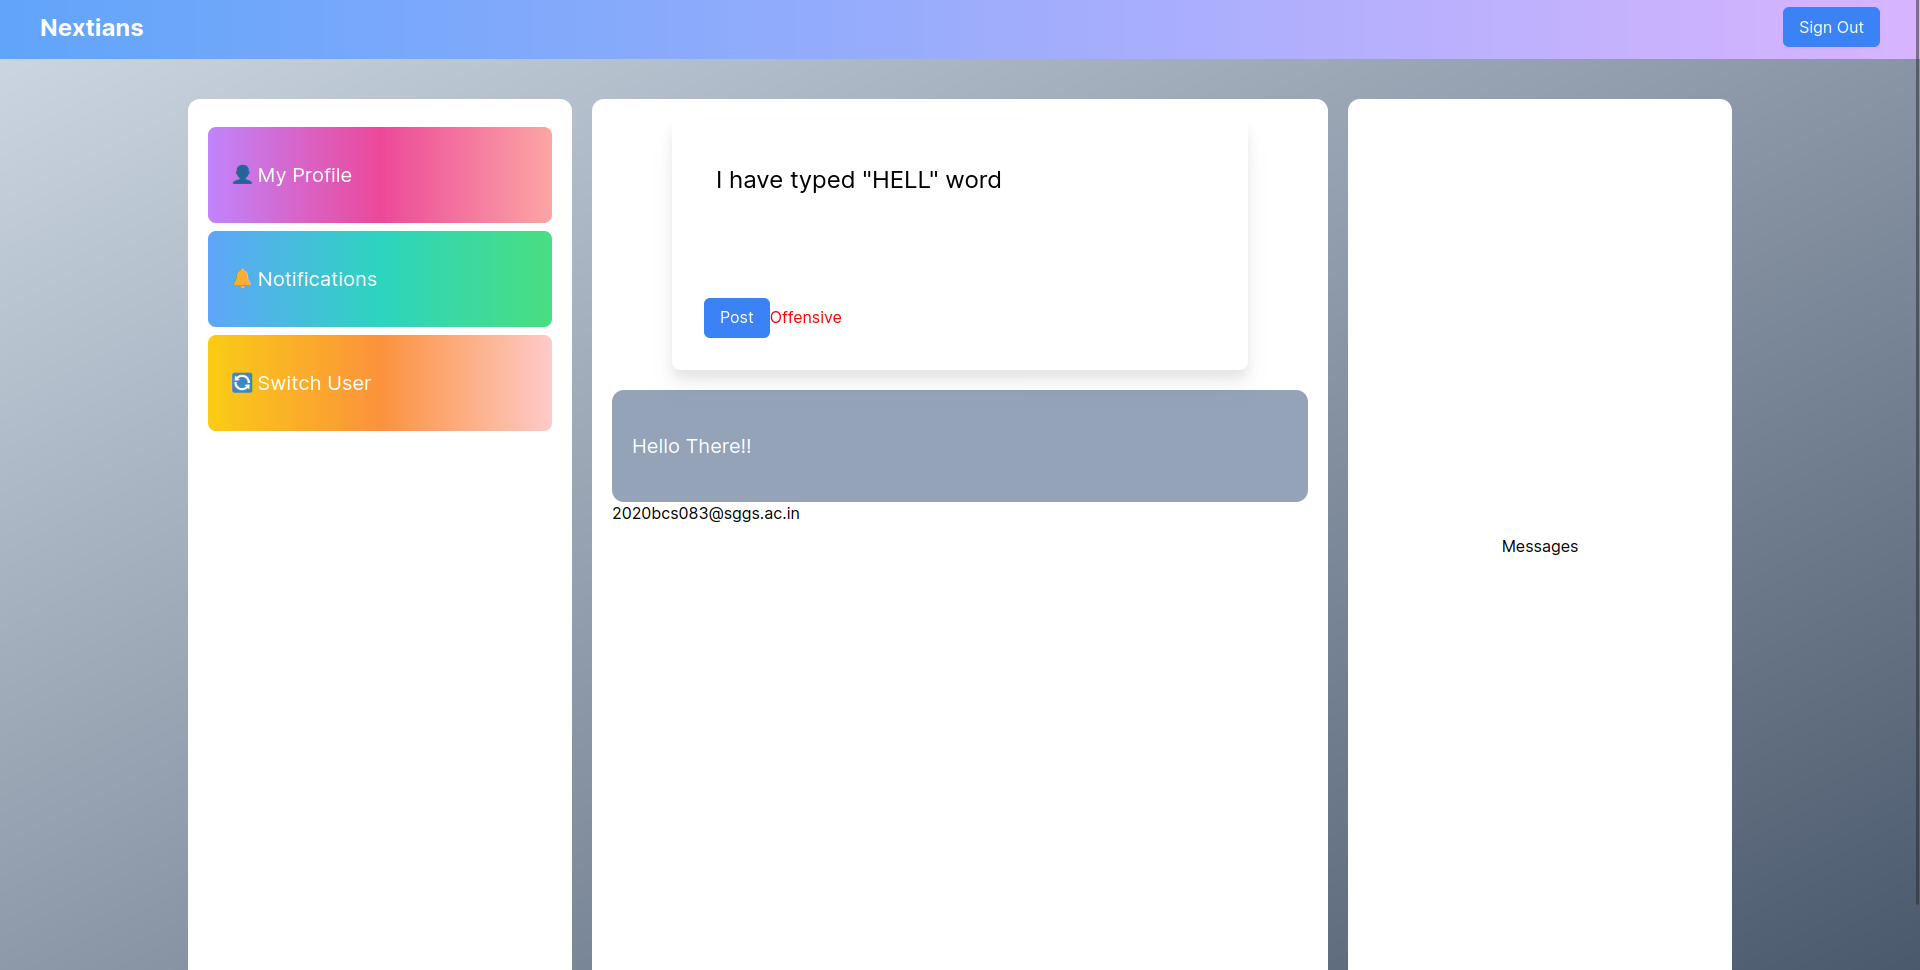 Nextians
Sign Out
My Profile
Notifications
Switch User
I have typed "HELL" word
Post
Offensive
Hello There!!
2020bcs083@sggs.ac.in
Messages